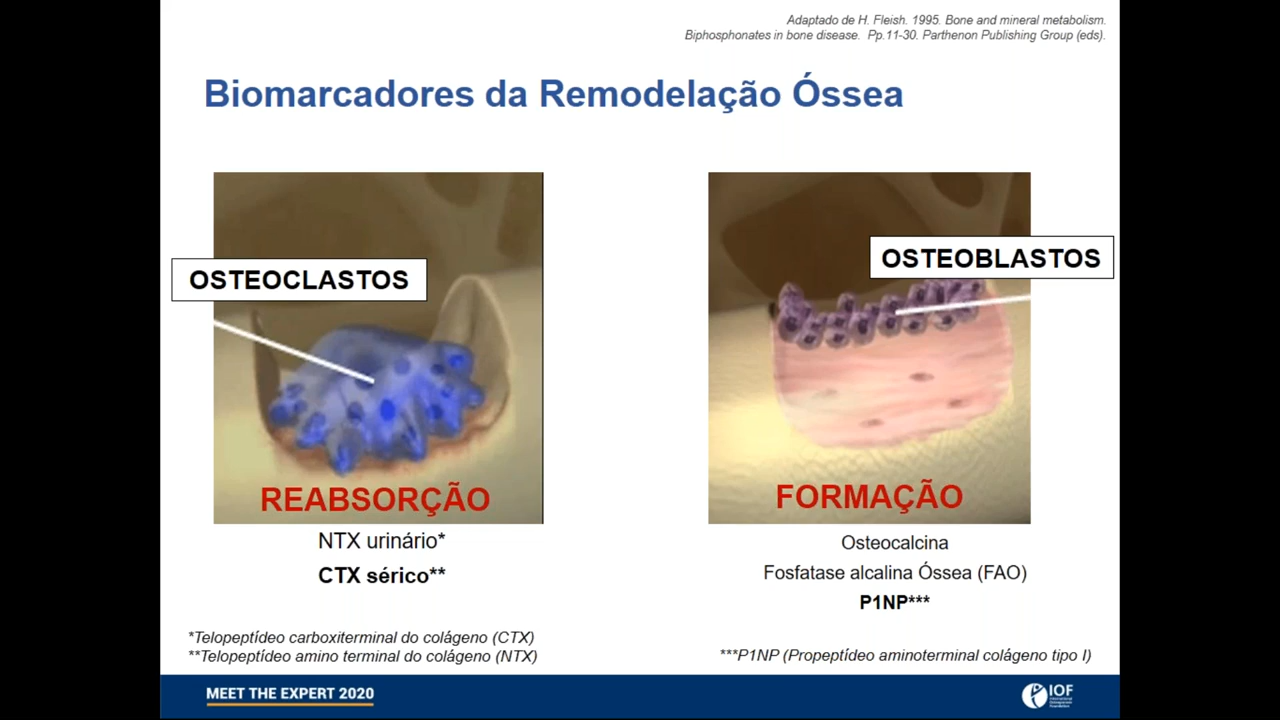 Adaptado de H. Fleish. 1995. Bone and mineral metabolism.
Biphosphonates in bone disease. Pp.11-30. Parthenon Publishing Group (eds).
Biomarcadores da Remodelação Óssea
OSTEOCLASTOS
REABSORÇÃO
NTX urinário*
CTX sérico**
*Telopeptídeo carboxiterminal do colágeno (CTX)
**Telopeptídeo amino terminal do colágeno (NTX)
OSTEOBLASTOS
FORMAÇÃO
Osteocalcina
Fosfatase alcalina Óssea (FAO)
P1NP***
***P1NP (Propeptídeo aminoterminal colágeno tipo I)
MEET THE EXPERT 2020
IOF
International
Osteoporosis
Foundation